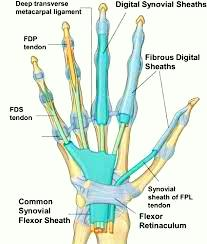 Deep transverse
metacarpal ligament
Digital Synovial Sheaths
FDP
tendon
Fibrous Digital
Sheaths
FDS
tendon
Synovial
sheath of FPL
tendon
Common
Synovial
Flexor Sheath
Flexor
Retinaculum